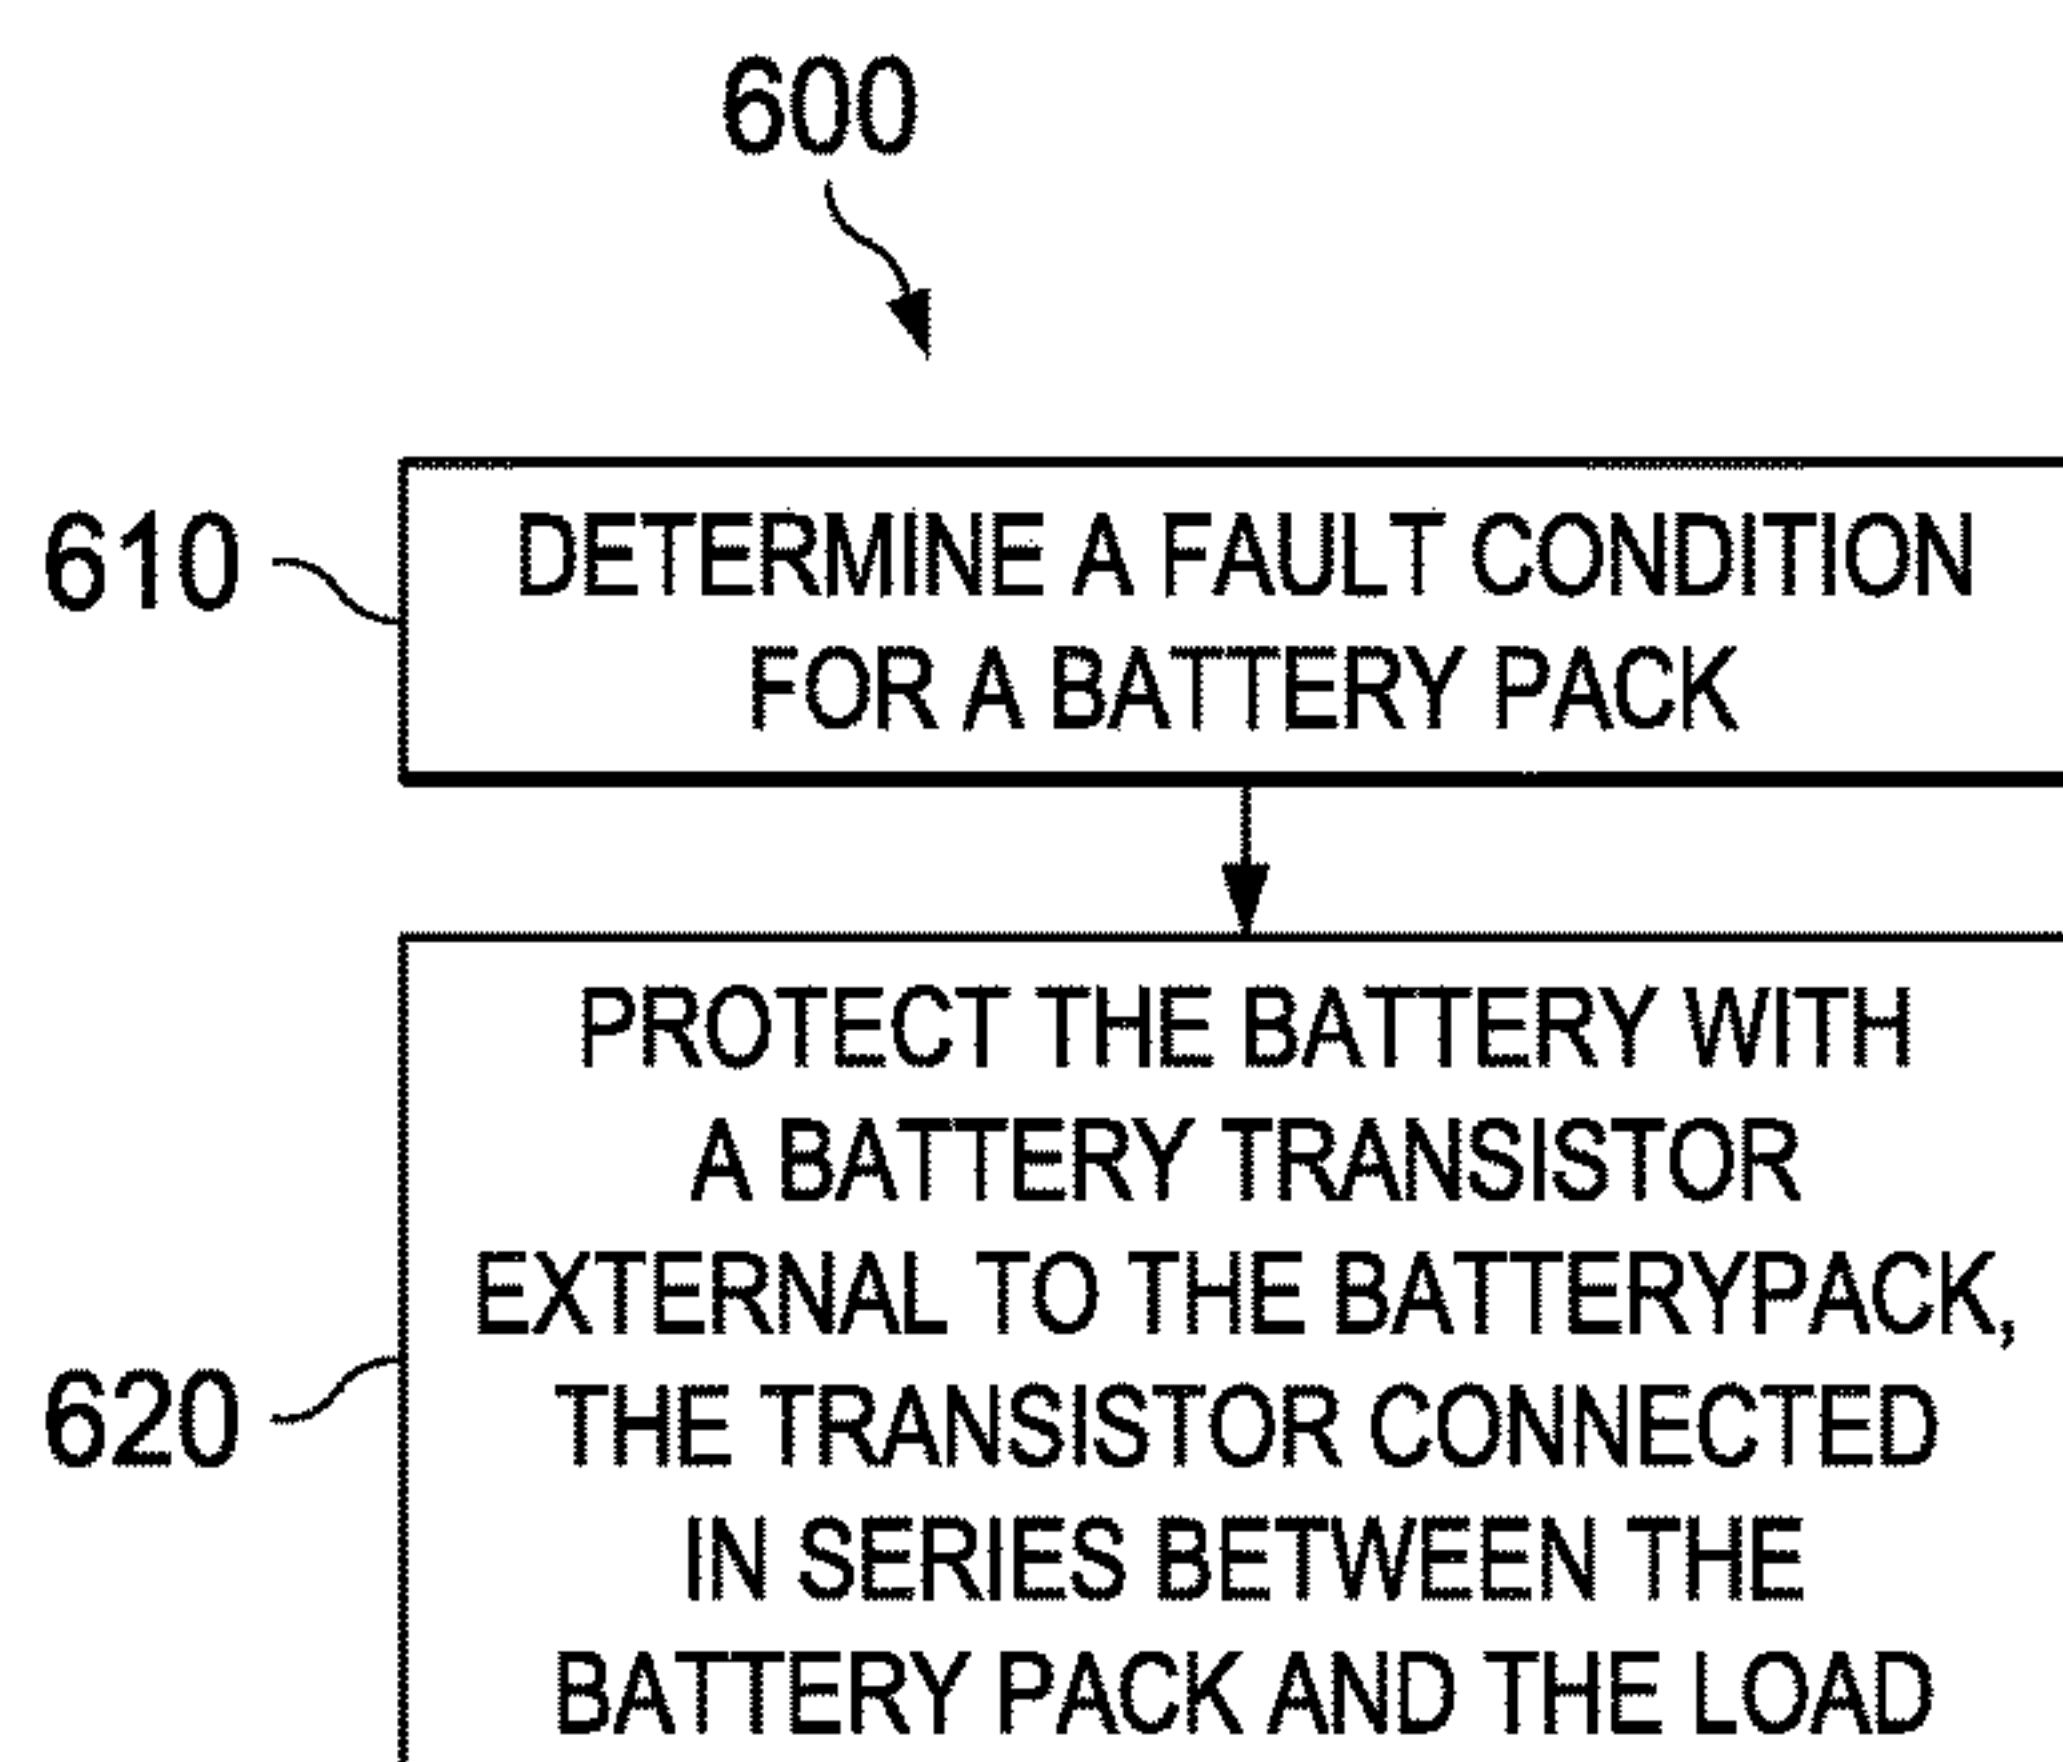 600
610
DETERMINE A FAULT CONDITION
FOR A BATTERY PACK
PROTECT THE BATTERY WITH
A BATTERY TRANSISTOR
EXTERNAL TO THE BATTERYPACK,
620
THE TRANSISTOR CONNECTED
IN SERIES BETWEEN THE
BATTERY PACK AND THE LOAD